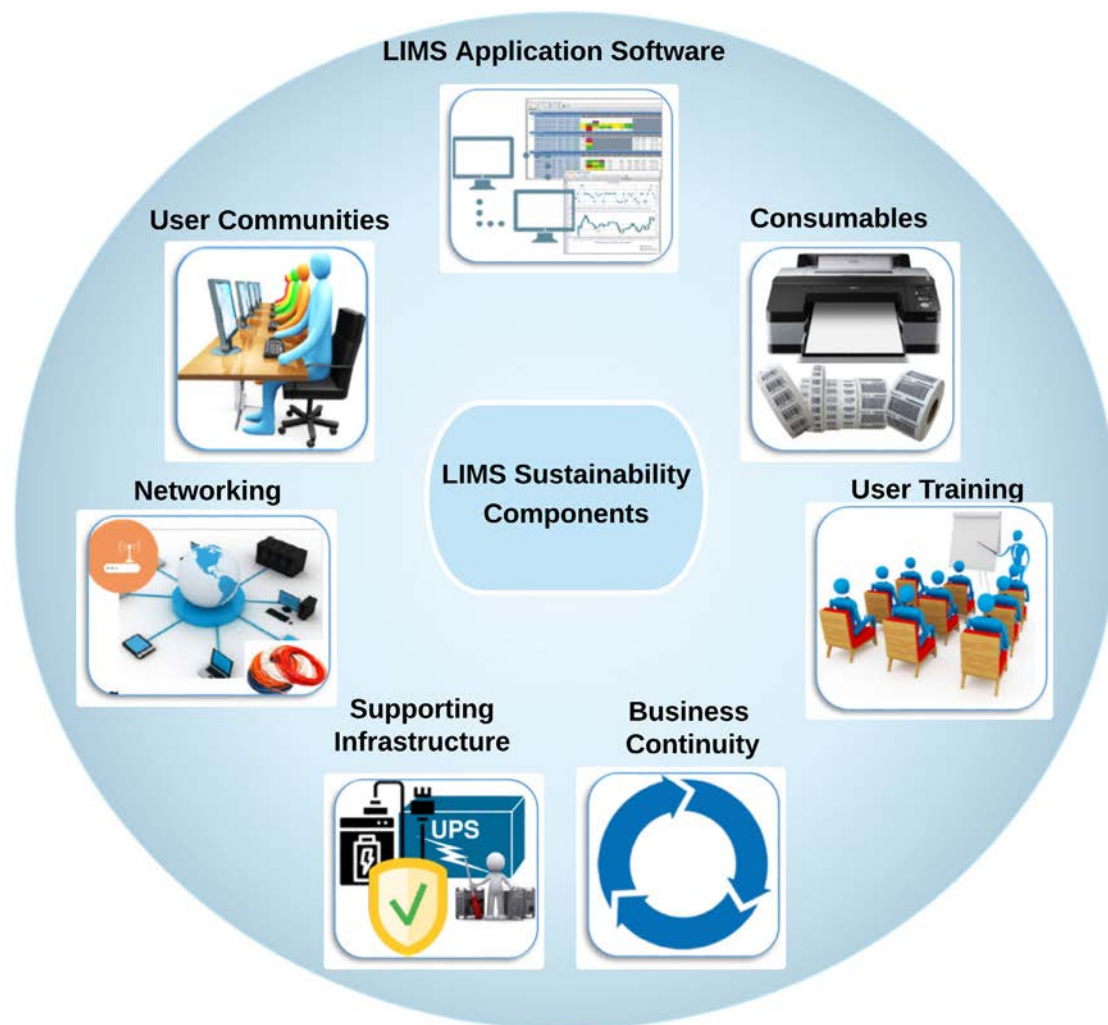 LIMS Application Software
User Communities
Consumables
LIMS Sustainability
Components
Networking
User Training
Supporting
Infrastructure
Business
Continuity
UPS